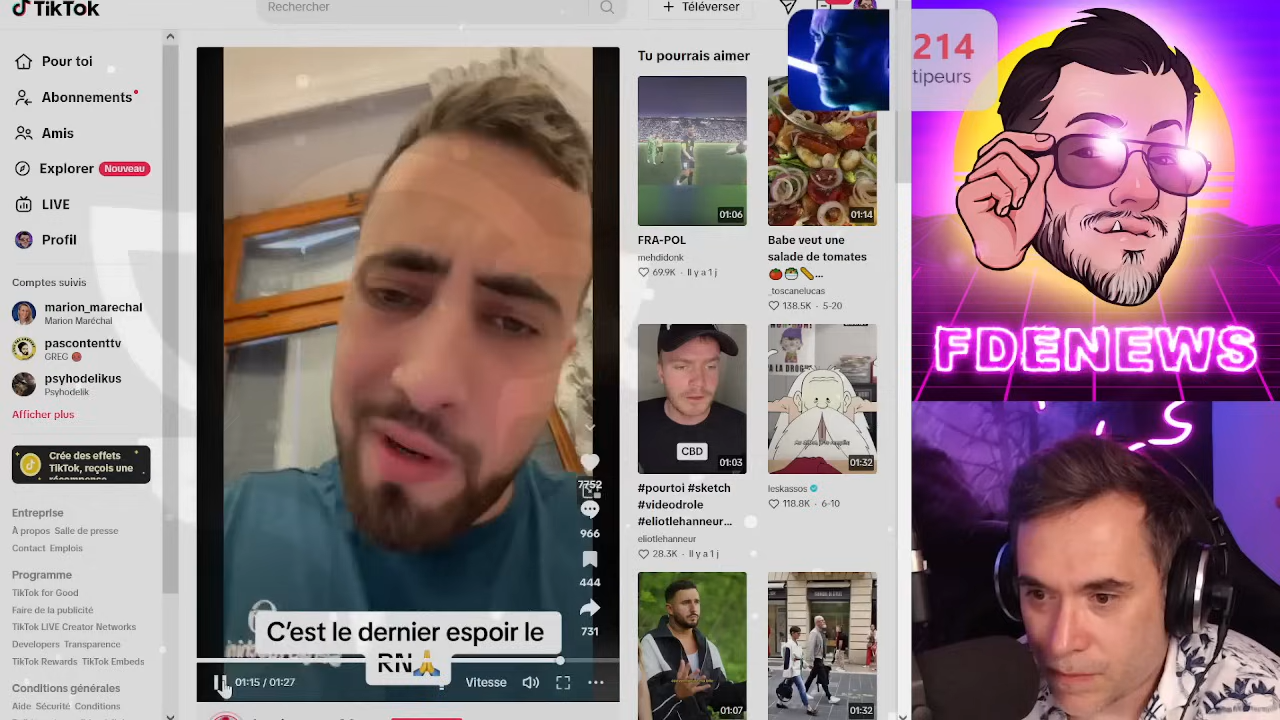 TikTok
Rechercher
Téléverser
Pour toi
Abonnements
Amis
Explorer
Nouveau
LIVE
Profil
Comptes suivis
marion_marechal
Marion Maréchal
pascontenttv
GREG
psyhodelikus
Psyhodelik
Afficher plus
Crée des effets
TikTok, reçois une
récompense
Entreprise
À propos Salle de presse
Contact Emplois
Programme
TikTok for Good
Faire de la publicité
TikTok LIVE Creator Networks
Developers Transparence
TikTok Rewards TikTok Embeds
Conditions générales
Aide Sécurité Conditions
7752
966
444
731
C'est le dernier espoir le
RN🙏
01:15 / 01:27
Vitesse
Tu pourrais aimer
01:06
FRA-POL
mehdidonk
69.9K · Il y a 1 j
01:14
Babe veut une
salade de tomates
🍅🥗🥖...
_toscanelucas
138.5K · 5-20
CBD
01:03
#pourtoi #sketch
#videodrole
#eliotlehanneur...
eliotlehanneur
28.3K · Il y a 1 j
A LA DROGUE
01:32
leskassos
118.8K · 6-10
01:07
01:32
214
tipeurs
FDENEWS